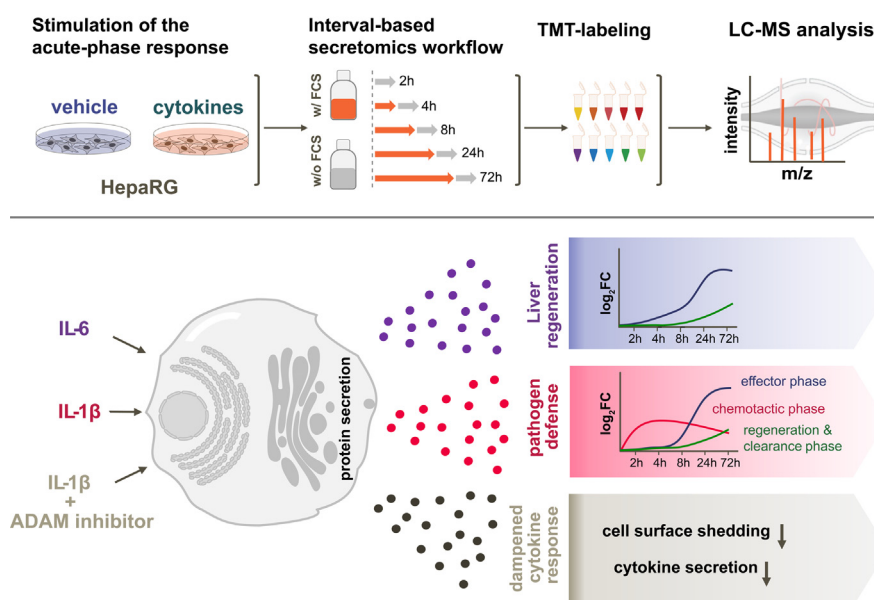 Stimulation of the
acute-phase response
vehicle
cytokines
HepaRG
Interval-based
secretomics workflow
w/ FCS
w/o FCS
2h
4h
8h
24h
72h
TMT-labeling
LC-MS analysis
intensity
m/z
IL-6
IL-1β
IL-1β
+
ADAM inhibitor
protein secretion
Liver
regeneration
log₂FC
2h 4h 8h 24h 72h
pathogen
defense
log₂FC
effector phase
chemotactic phase
regeneration &
clearance phase
2h 4h 8h 24h 72h
dampened
cytokine
response
cell surface shedding ↓
cytokine secretion ↓